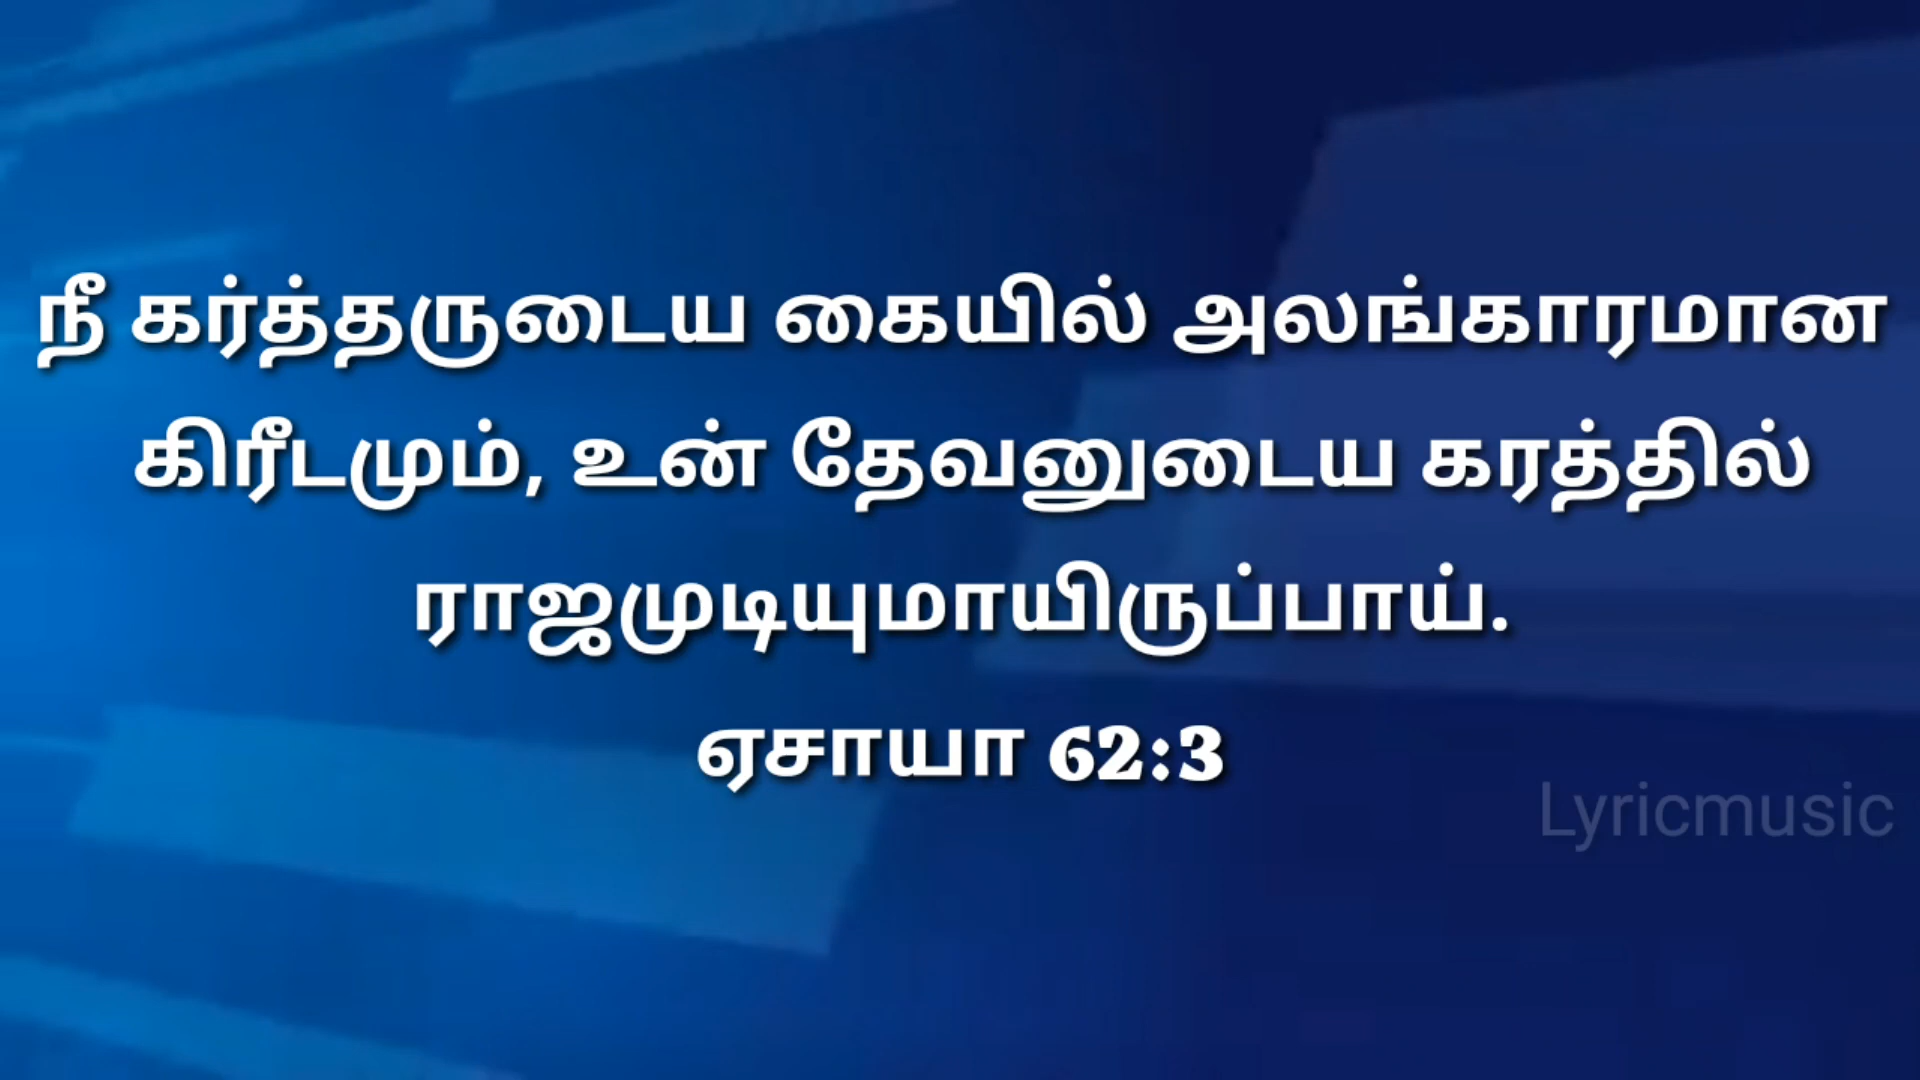 நீ கர்த்தருடைய கையில் அலங்காரமான
கிரீடமும், உன் தேவனுடைய கரத்தில்
ராஜமுடியுமாயிருப்பாய்.
ஏசாயா 62:3
Lyricmusic